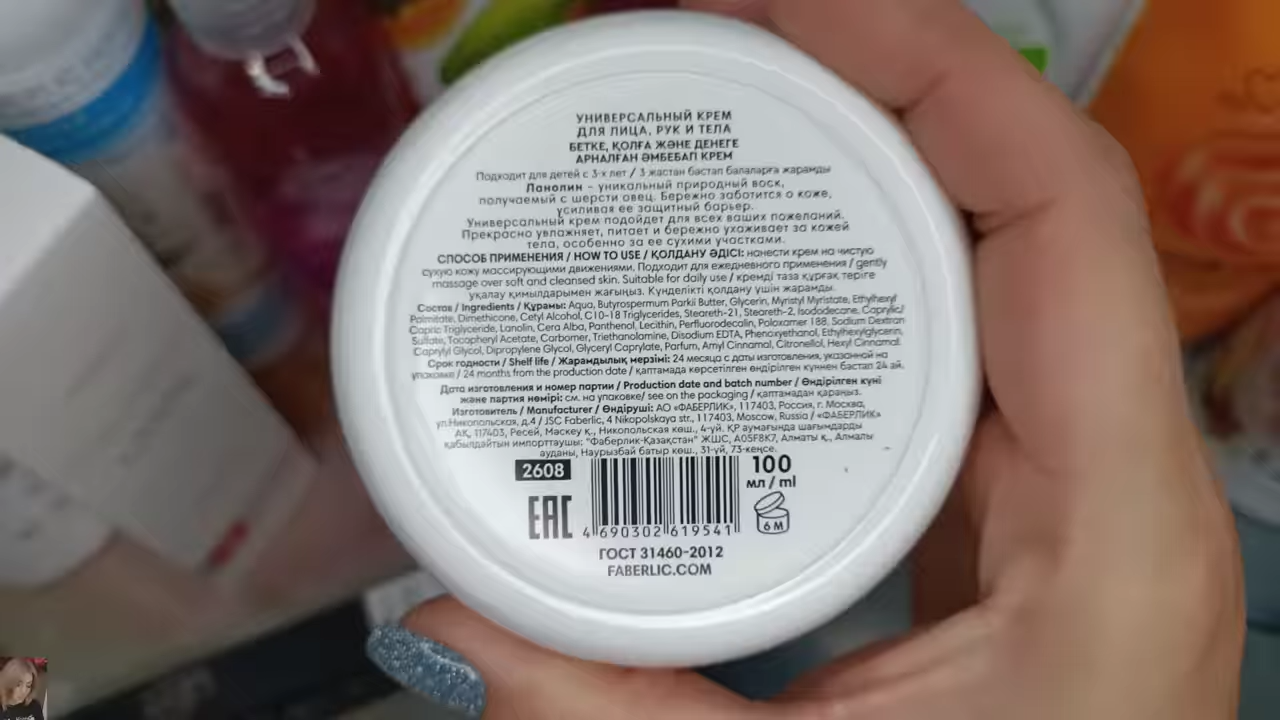 УНИВЕРСАЛЬНЫЙ КРЕМ
ДЛЯ ЛИЦА, РУК И ТЕЛА
БЕТКЕ, ҚОЛҒА ЖӘНЕ ДЕНЕГЕ
АРНАЛҒАН ӘМБЕБАП КРЕМ
Подходит для детей с 3-х лет / 3 жастан бастап балаларға жарамды
Ланолин – уникальный природный воск,
получаемый с шерсти овец. Бережно заботится о коже,
усиливая ее защитный барьер.
Универсальный крем подойдет для всех ваших пожеланий.
Прекрасно увлажняет, питает и бережно ухаживает за кожей
тела, особенно за ее сухими участками.
СПОСОБ ПРИМЕНЕНИЯ / HOW TO USE / ҚОЛДАНУ ӘДІСІ: нанести крем на чистую
сухую кожу массирующими движениями. Подходит для ежедневного применения / gently
massage over soft and cleansed skin. Suitable for daily use / кремді таза құрғақ теріге
уқалау қимылдарымен жағыңыз. Күнделікті қолдану үшін жарамды.
Состав / Ingredients / Құрамы: Aqua, Butyrospermum Parkii Butter, Glycerin, Myristyl Myristate, Ethylhexyl
Palmitate, Dimethicone, Cetyl Alcohol, C10-18 Triglycerides, Steareth-21, Steareth-2, Isododecane, Caprylic/
Capric Triglyceride, Lanolin, Cera Alba, Panthenol, Lecithin, Perfluorodecalin, Poloxamer 188, Sodium Dextran
Sulfate, Tocopheryl Acetate, Carbomer, Triethanolamine, Disodium EDTA, Phenoxyethanol, Ethylhexylglycerin,
Caprylyl Glycol, Dipropylene Glycol, Glyceryl Caprylate, Parfum, Amyl Cinnamal, Citronellol, Hexyl Cinnamal.
Срок годности / Shelf life / Жарамдылық мерзімі: 24 месяца с даты изготовления, указанной на
упаковке / 24 months from the production date / қаптамада көрсетілген өндірілген күннен бастап 24 ай.
Дата изготовления и номер партии / Production date and batch number / Өндірілген күні
және партия нөмірі: см. на упаковке/ see on the packaging / қаптамадан қараңыз.
Изготовитель / Manufacturer / Өндіруші: АО «ФАБЕРЛИК», 117403, Россия, г. Москва,
ул.Никопольская, д.4 / JSC Faberlic, 4 Nikopolskaya str., 117403, Moscow, Russia / «ФАБЕРЛИК»
АҚ, 117403, Ресей, Маскеу қ., Никопольская көш., 4-үй. ҚР аумағында шағымдарды
қабылдайтын импорттаушы: "Фаберлик-Қазақстан" ЖШС, A05F8K7, Алматы қ., Алмалы
ауданы, Наурызбай батыр көш., 31-үй, 73-кеңсе.
2608
100
мл / ml
EAC
4 690302 619541
6 M
ГОСТ 31460-2012
FABERLIC.COM